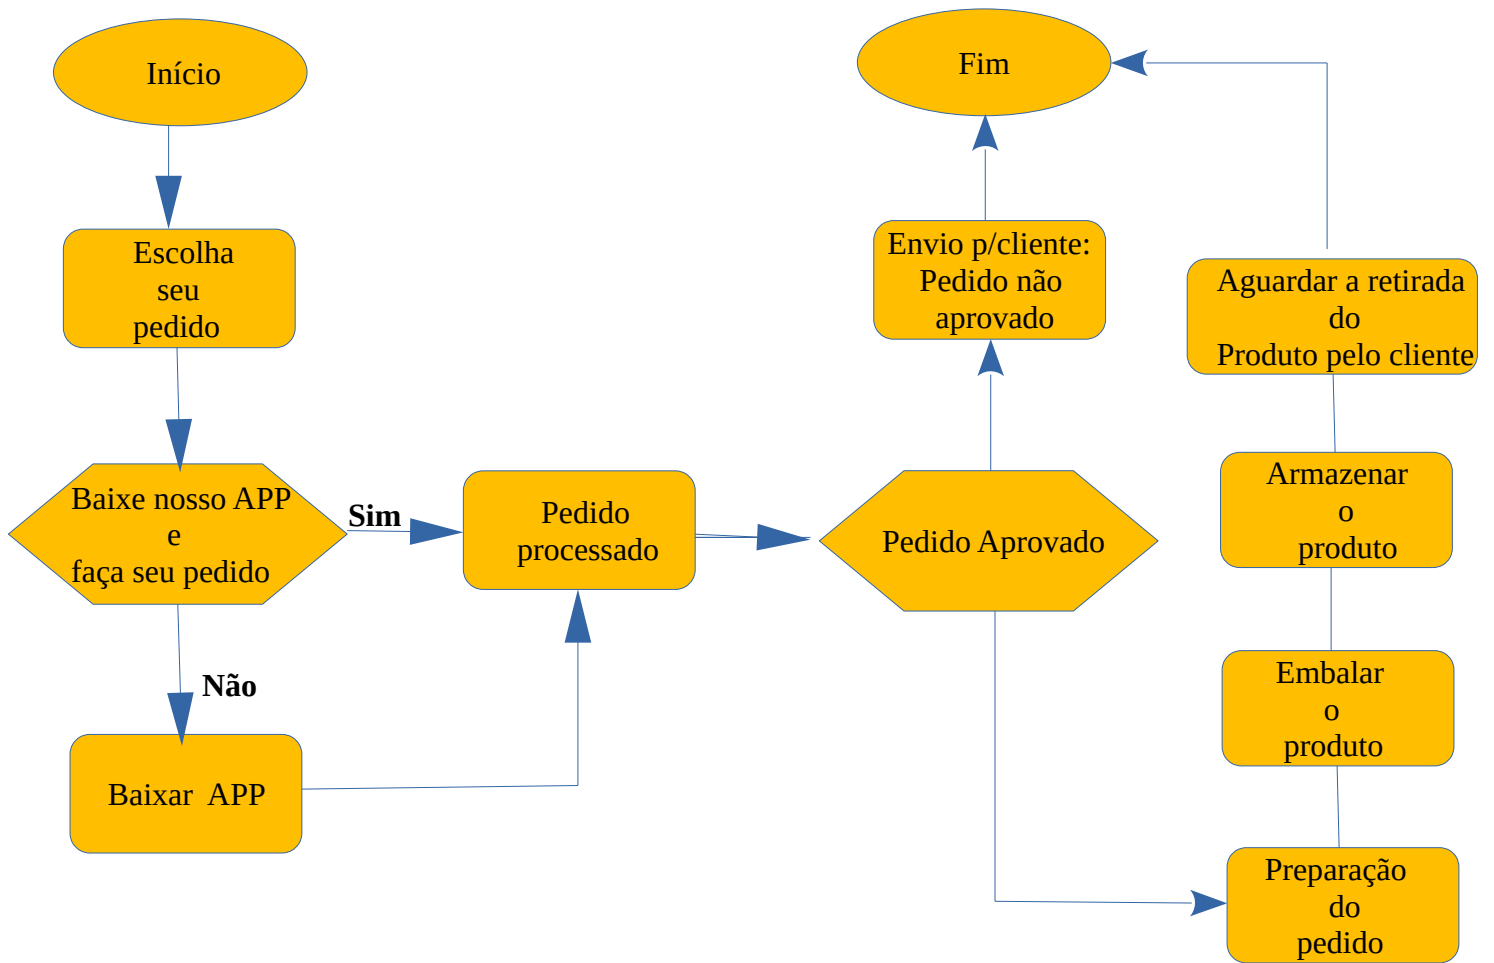 Início
Escolha
seu
pedido
Baixe nosso APP
e
faça seu pedido
Sim
Não
Baixar  APP
Pedido
processado
Pedido Aprovado
Envio p/cliente:
Pedido não
aprovado
Fim
Preparação
do
pedido
Embalar
o
produto
Armazenar
o
produto
Aguardar a retirada
do
Produto pelo cliente